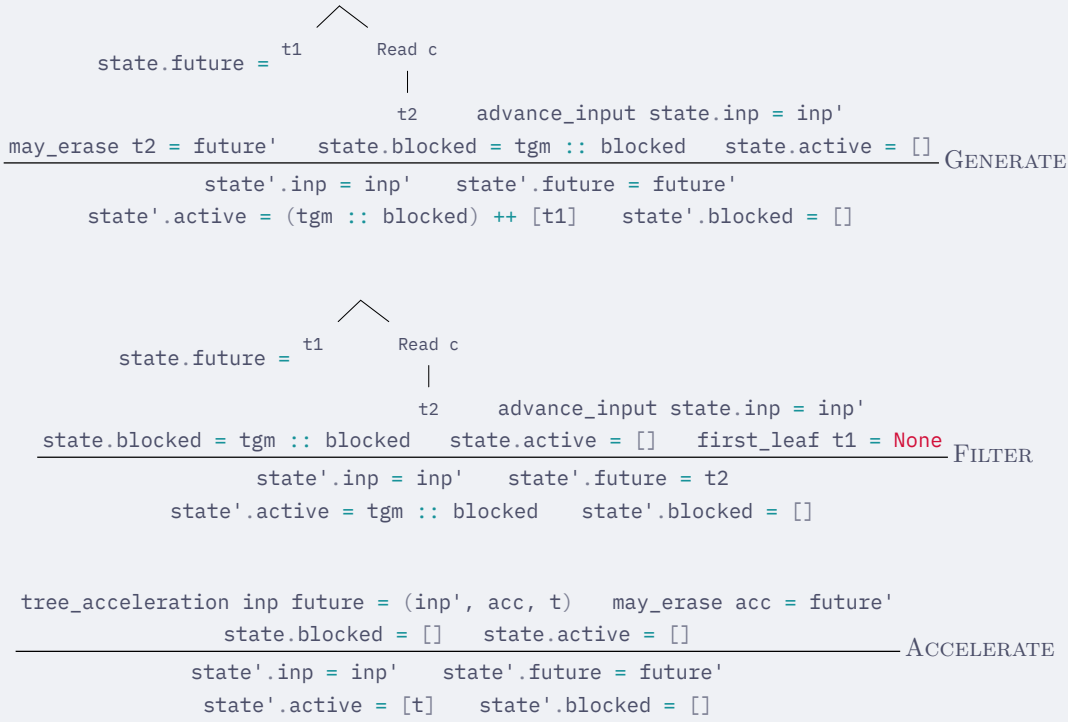 t1 Read c
state.future =
t2 advance_input state.inp = inp'
may_erase t2 = future' state.blocked = tgm :: blocked state.active = []
GENERATE
state'.inp = inp' state'.future = future'
state'.active = (tgm :: blocked) ++ [t1] state'.blocked = []
t1 Read c
state.future =
t2 advance_input state.inp = inp'
state.blocked = tgm :: blocked state.active = [] first_leaf t1 = None
FILTER
state'.inp = inp' state'.future = t2
state'.active = tgm :: blocked state'.blocked = []
tree_acceleration inp future = (inp', acc, t) may_erase acc = future'
state.blocked = [] state.active = []
ACCELERATE
state'.inp = inp' state'.future = future'
state'.active = [t] state'.blocked = []